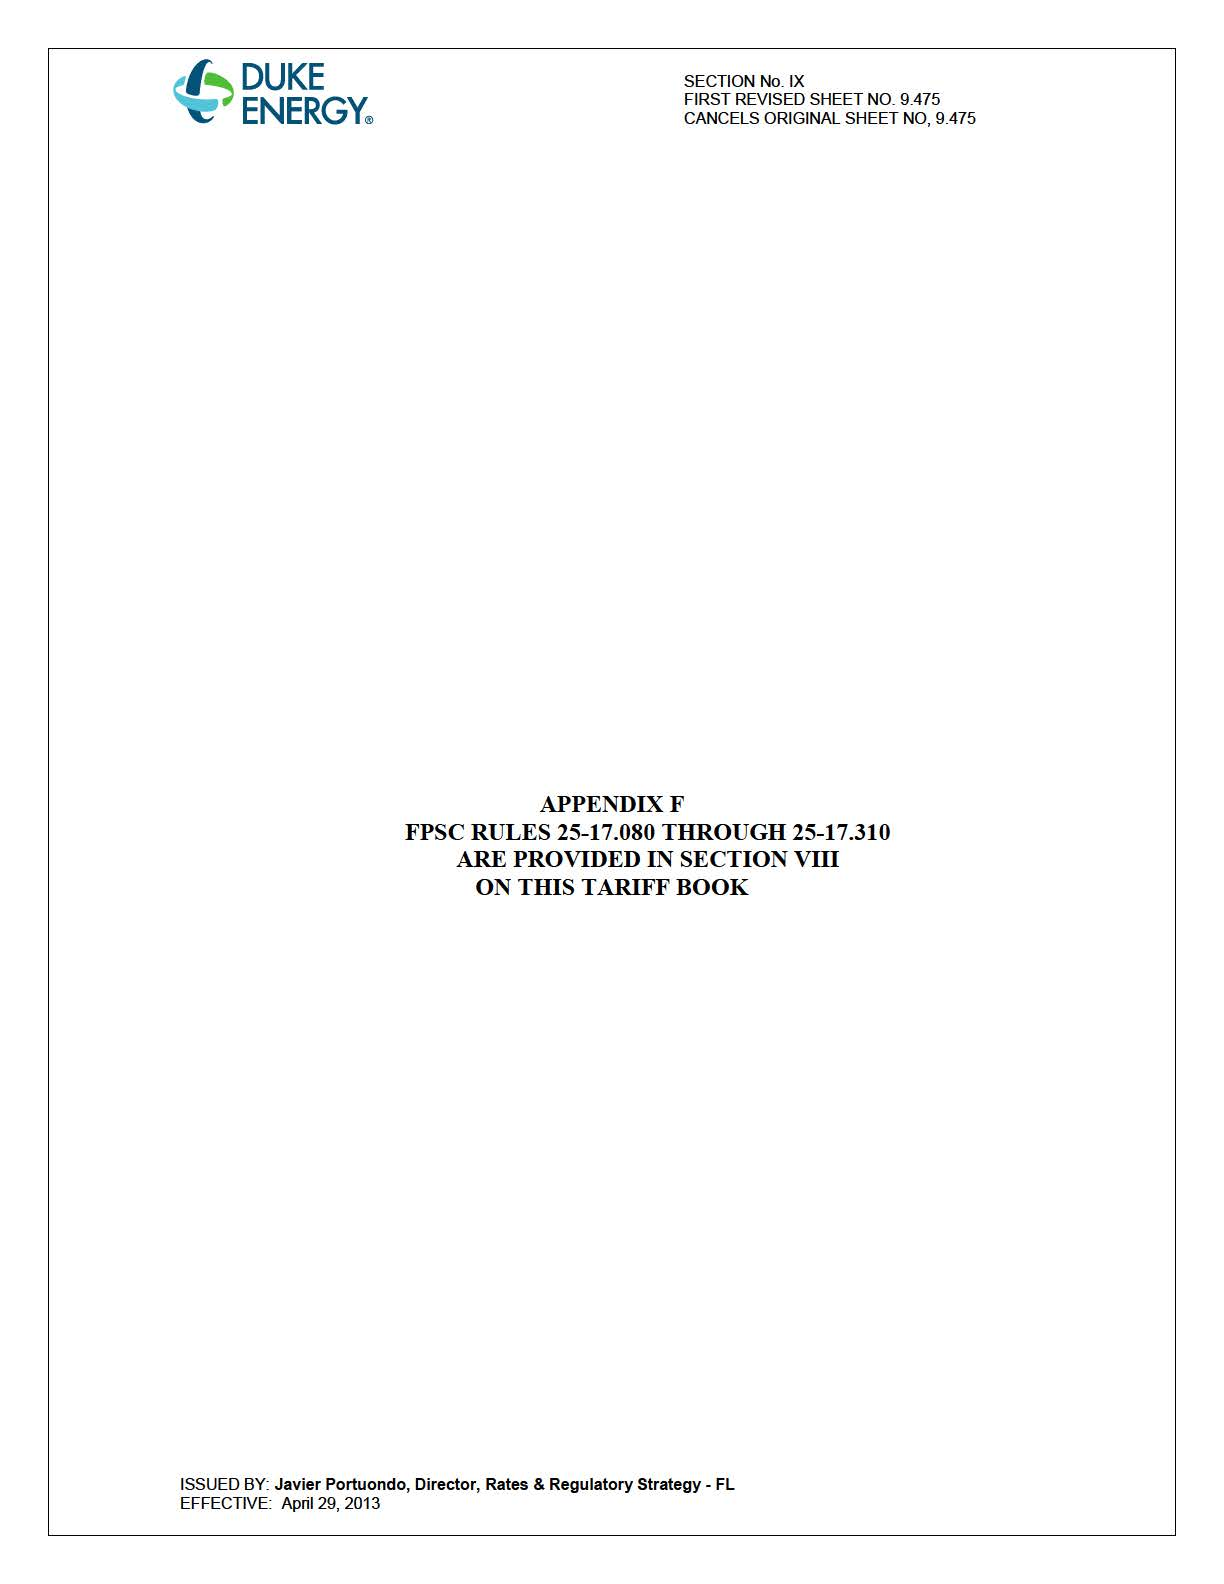 DUKE
ENERGY®
SECTION No. IX
FIRST REVISED SHEET NO. 9.475
CANCELS ORIGINAL SHEET NO, 9.475
APPENDIX F
FPSC RULES 25-17.080 THROUGH 25-17.310
ARE PROVIDED IN SECTION VIII
ON THIS TARIFF BOOK
ISSUED BY: Javier Portuondo, Director, Rates & Regulatory Strategy - FL
EFFECTIVE: April 29, 2013